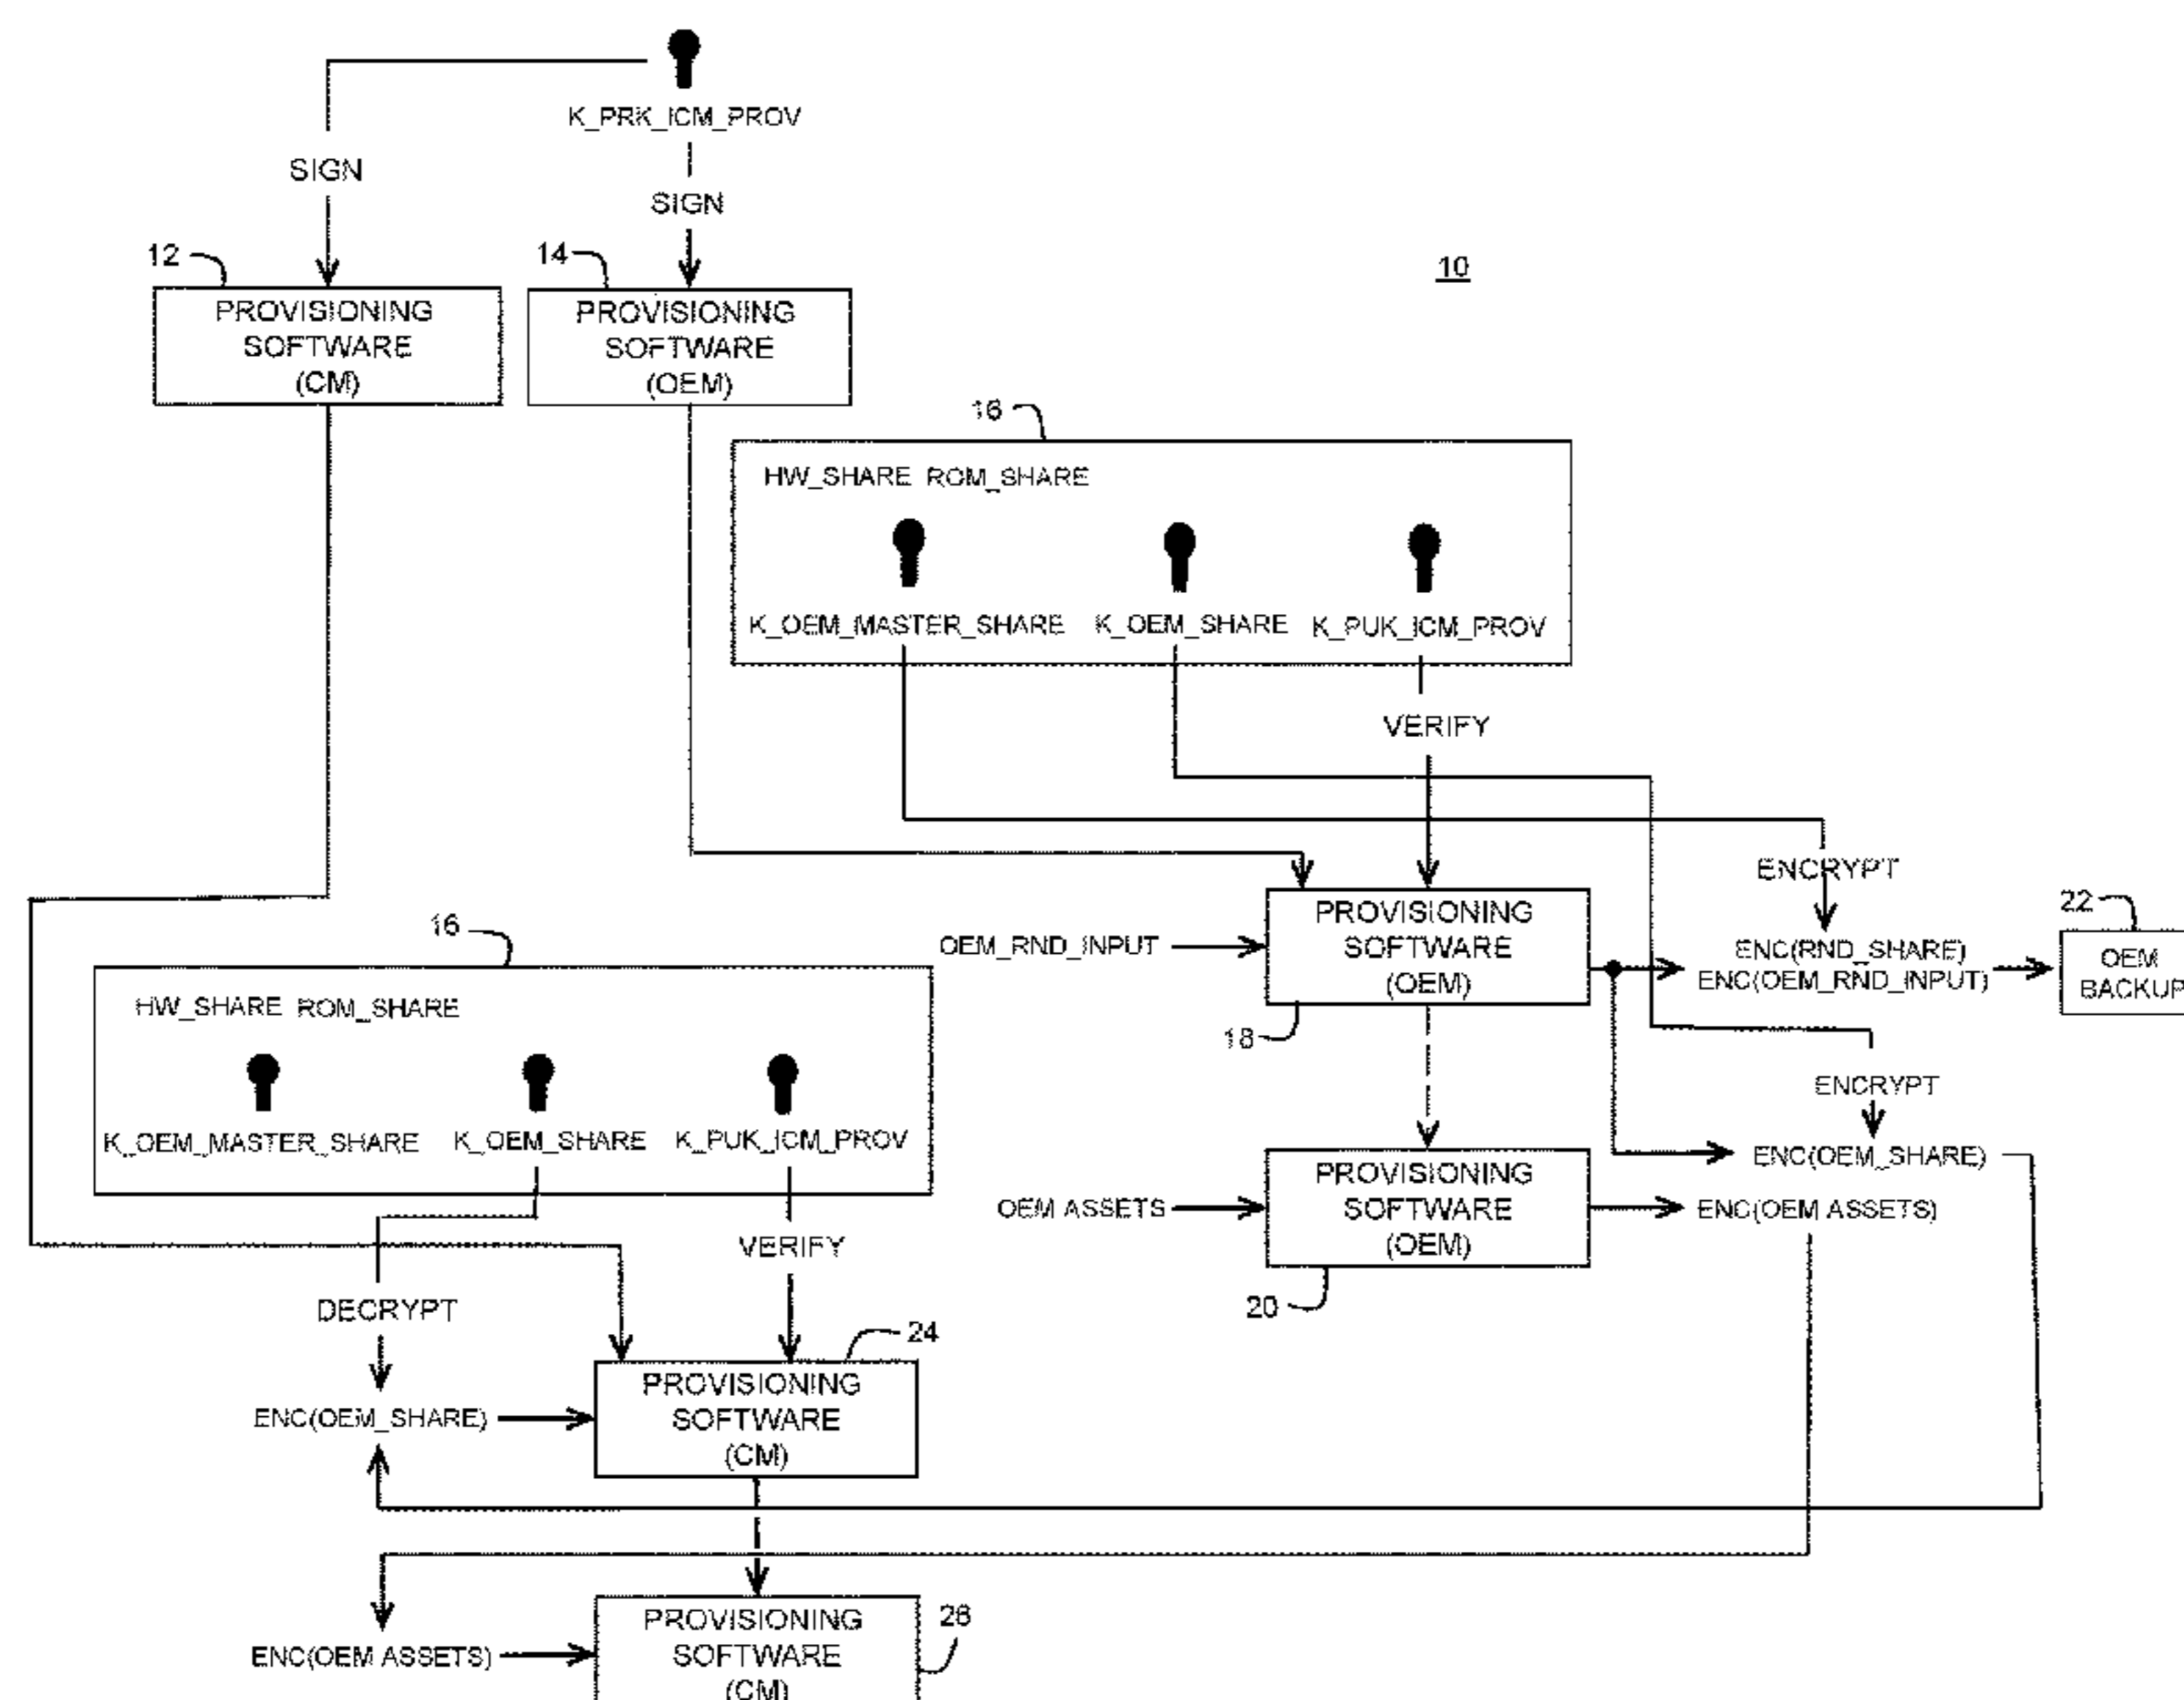 K_PRK_ICM_PROV
SIGN
SIGN
12
14
10
PROVISIONING
SOFTWARE
(CM)
PROVISIONING
SOFTWARE
(OEM)
16
HW_SHARE ROM_SHARE
K_OEM_MASTER_SHARE K_OEM_SHARE K_PUK_ICM_PROV
VERIFY
ENCRYPT
22
PROVISIONING
SOFTWARE
(OEM)
OEM_RND_INPUT
ENC(RND_SHARE)
ENC(OEM_RND_INPUT)
OEM
BACKUP
18
16
HW_SHARE ROM_SHARE
K_OEM_MASTER_SHARE K_OEM_SHARE K_PUK_ICM_PROV
ENCRYPT
ENC(OEM_SHARE)
OEM ASSETS
PROVISIONING
SOFTWARE
(OEM)
ENC(OEM ASSETS)
20
VERIFY
DECRYPT
24
ENC(OEM_SHARE)
PROVISIONING
SOFTWARE
(CM)
ENC(OEM ASSETS)
PROVISIONING
SOFTWARE
(CM)
26